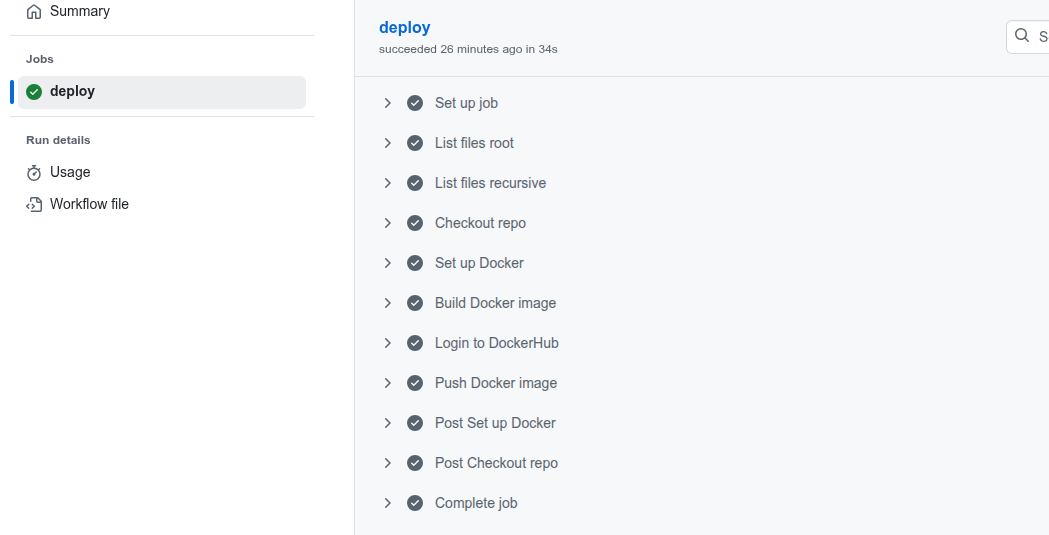 Summary
Jobs
deploy
Run details
Usage
Workflow file
deploy
succeeded 26 minutes ago in 34s
S
Set up job
List files root
List files recursive
Checkout repo
Set up Docker
Build Docker image
Login to DockerHub
Push Docker image
Post Set up Docker
Post Checkout repo
Complete job